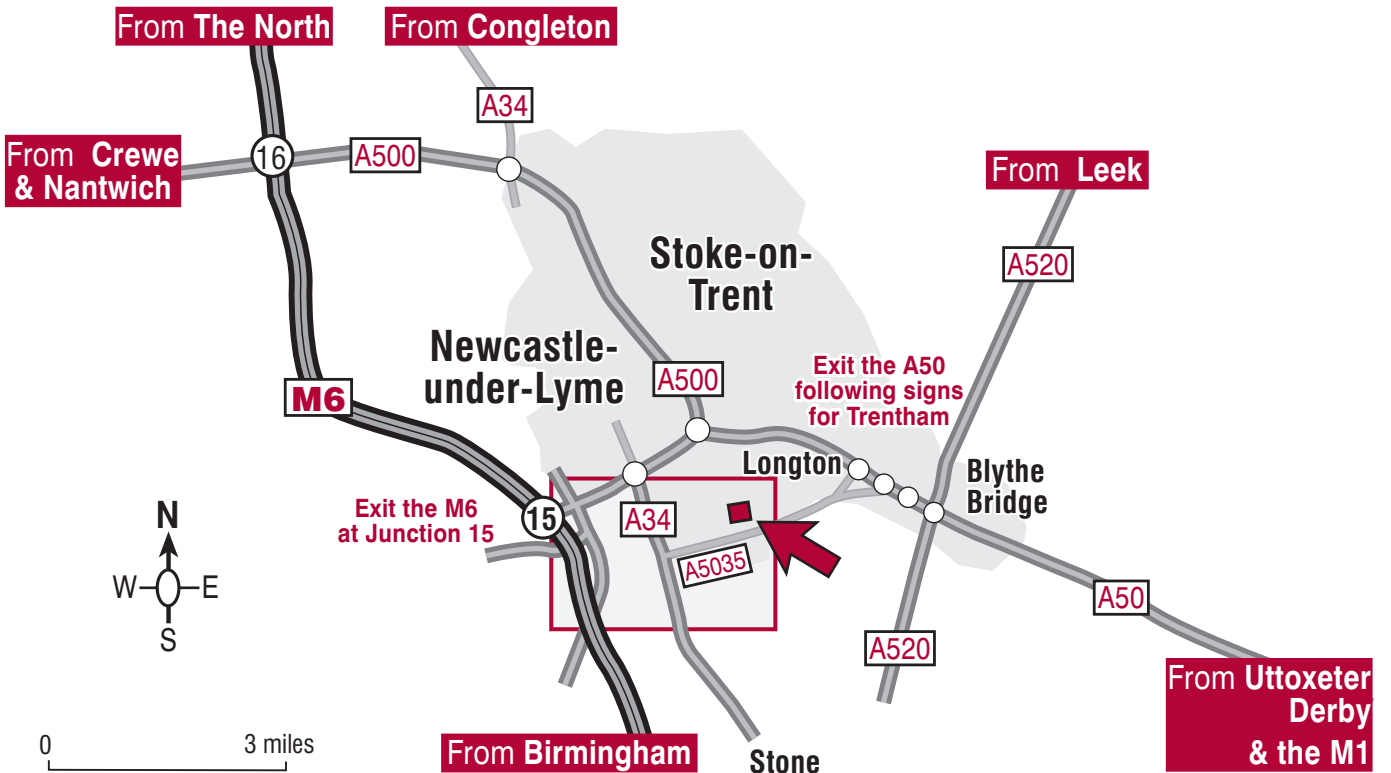 From The North
From Congleton
A34
16
A500
From Crewe
& Nantwich
From Leek
A520
Stoke-on-
Trent
Newcastle-
under-Lyme
A500
M6
Exit the A50
following signs
for Trentham
Longton
Blythe
Bridge
Exit the M6
at Junction 15
15
A34
A5035
N
W
E
S
A50
A520
From Uttoxeter
Derby
& the M1
0
3 miles
From Birmingham
Stone